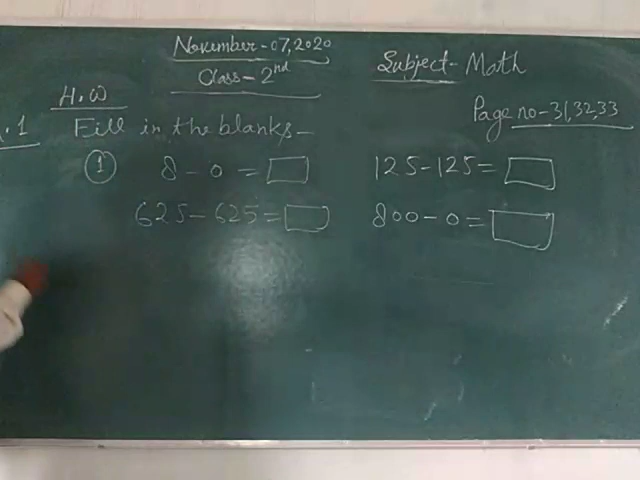 November-07,2020
Class-2nd
Subject-Math
H.W
Page no-31,32,33
.1 Fill in the blanks-
1 8-0= 125-125=
625-625= 800-0=